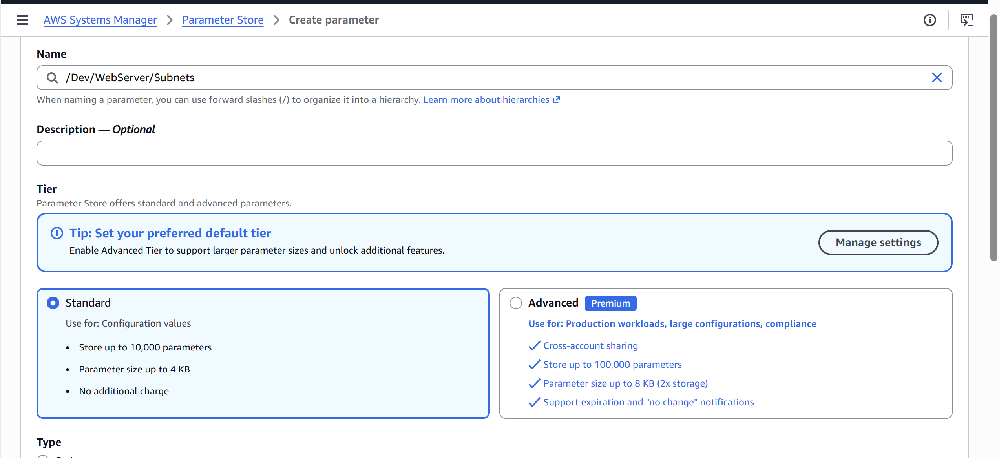 AWS Systems Manager > Parameter Store > Create parameter
Name
/Dev/WebServer/Subnets
When naming a parameter, you can use forward slashes (/) to organize it into a hierarchy. Learn more about hierarchies
Description — Optional
Tier
Parameter Store offers standard and advanced parameters.
Tip: Set your preferred default tier
Enable Advanced Tier to support larger parameter sizes and unlock additional features.
Manage settings
Standard
Use for: Configuration values
• Store up to 10,000 parameters
• Parameter size up to 4 KB
• No additional charge
Advanced Premium
Use for: Production workloads, large configurations, compliance
Cross-account sharing
Store up to 100,000 parameters
Parameter size up to 8 KB (2x storage)
Support expiration and "no change" notifications
Type